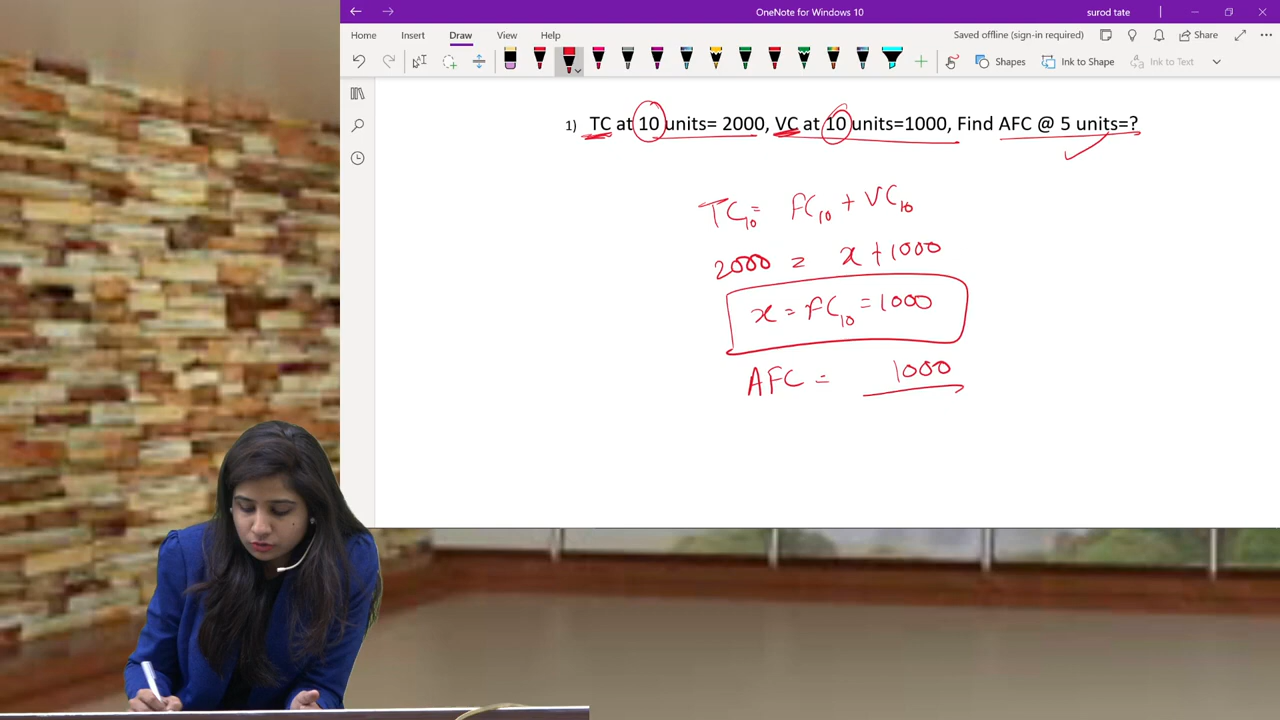 OneNote for Windows 10
surod tate
Home Insert Draw View Help
Saved offline (sign in required)
Share
Shapes
Ink to Shape
Ink to Text
1) TC at 10 units= 2000, VC at 10 units=1000, Find AFC @ 5 units=?
TC10 = FC10 + VC10
2000 = x + 1000
x = FC10 = 1000
AFC = 1000